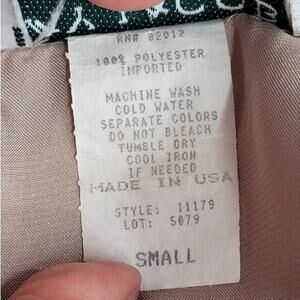 RN# 82012
100% POLYESTER
IMPORTED
MACHINE WASH
COLD WATER
SEPARATE COLORS
DO NOT BLEACH
TUMBLE DRY
COOL IRON
IF NEEDED
MADE IN USA
STYLE: 11179
LOT: 5079
SMALL